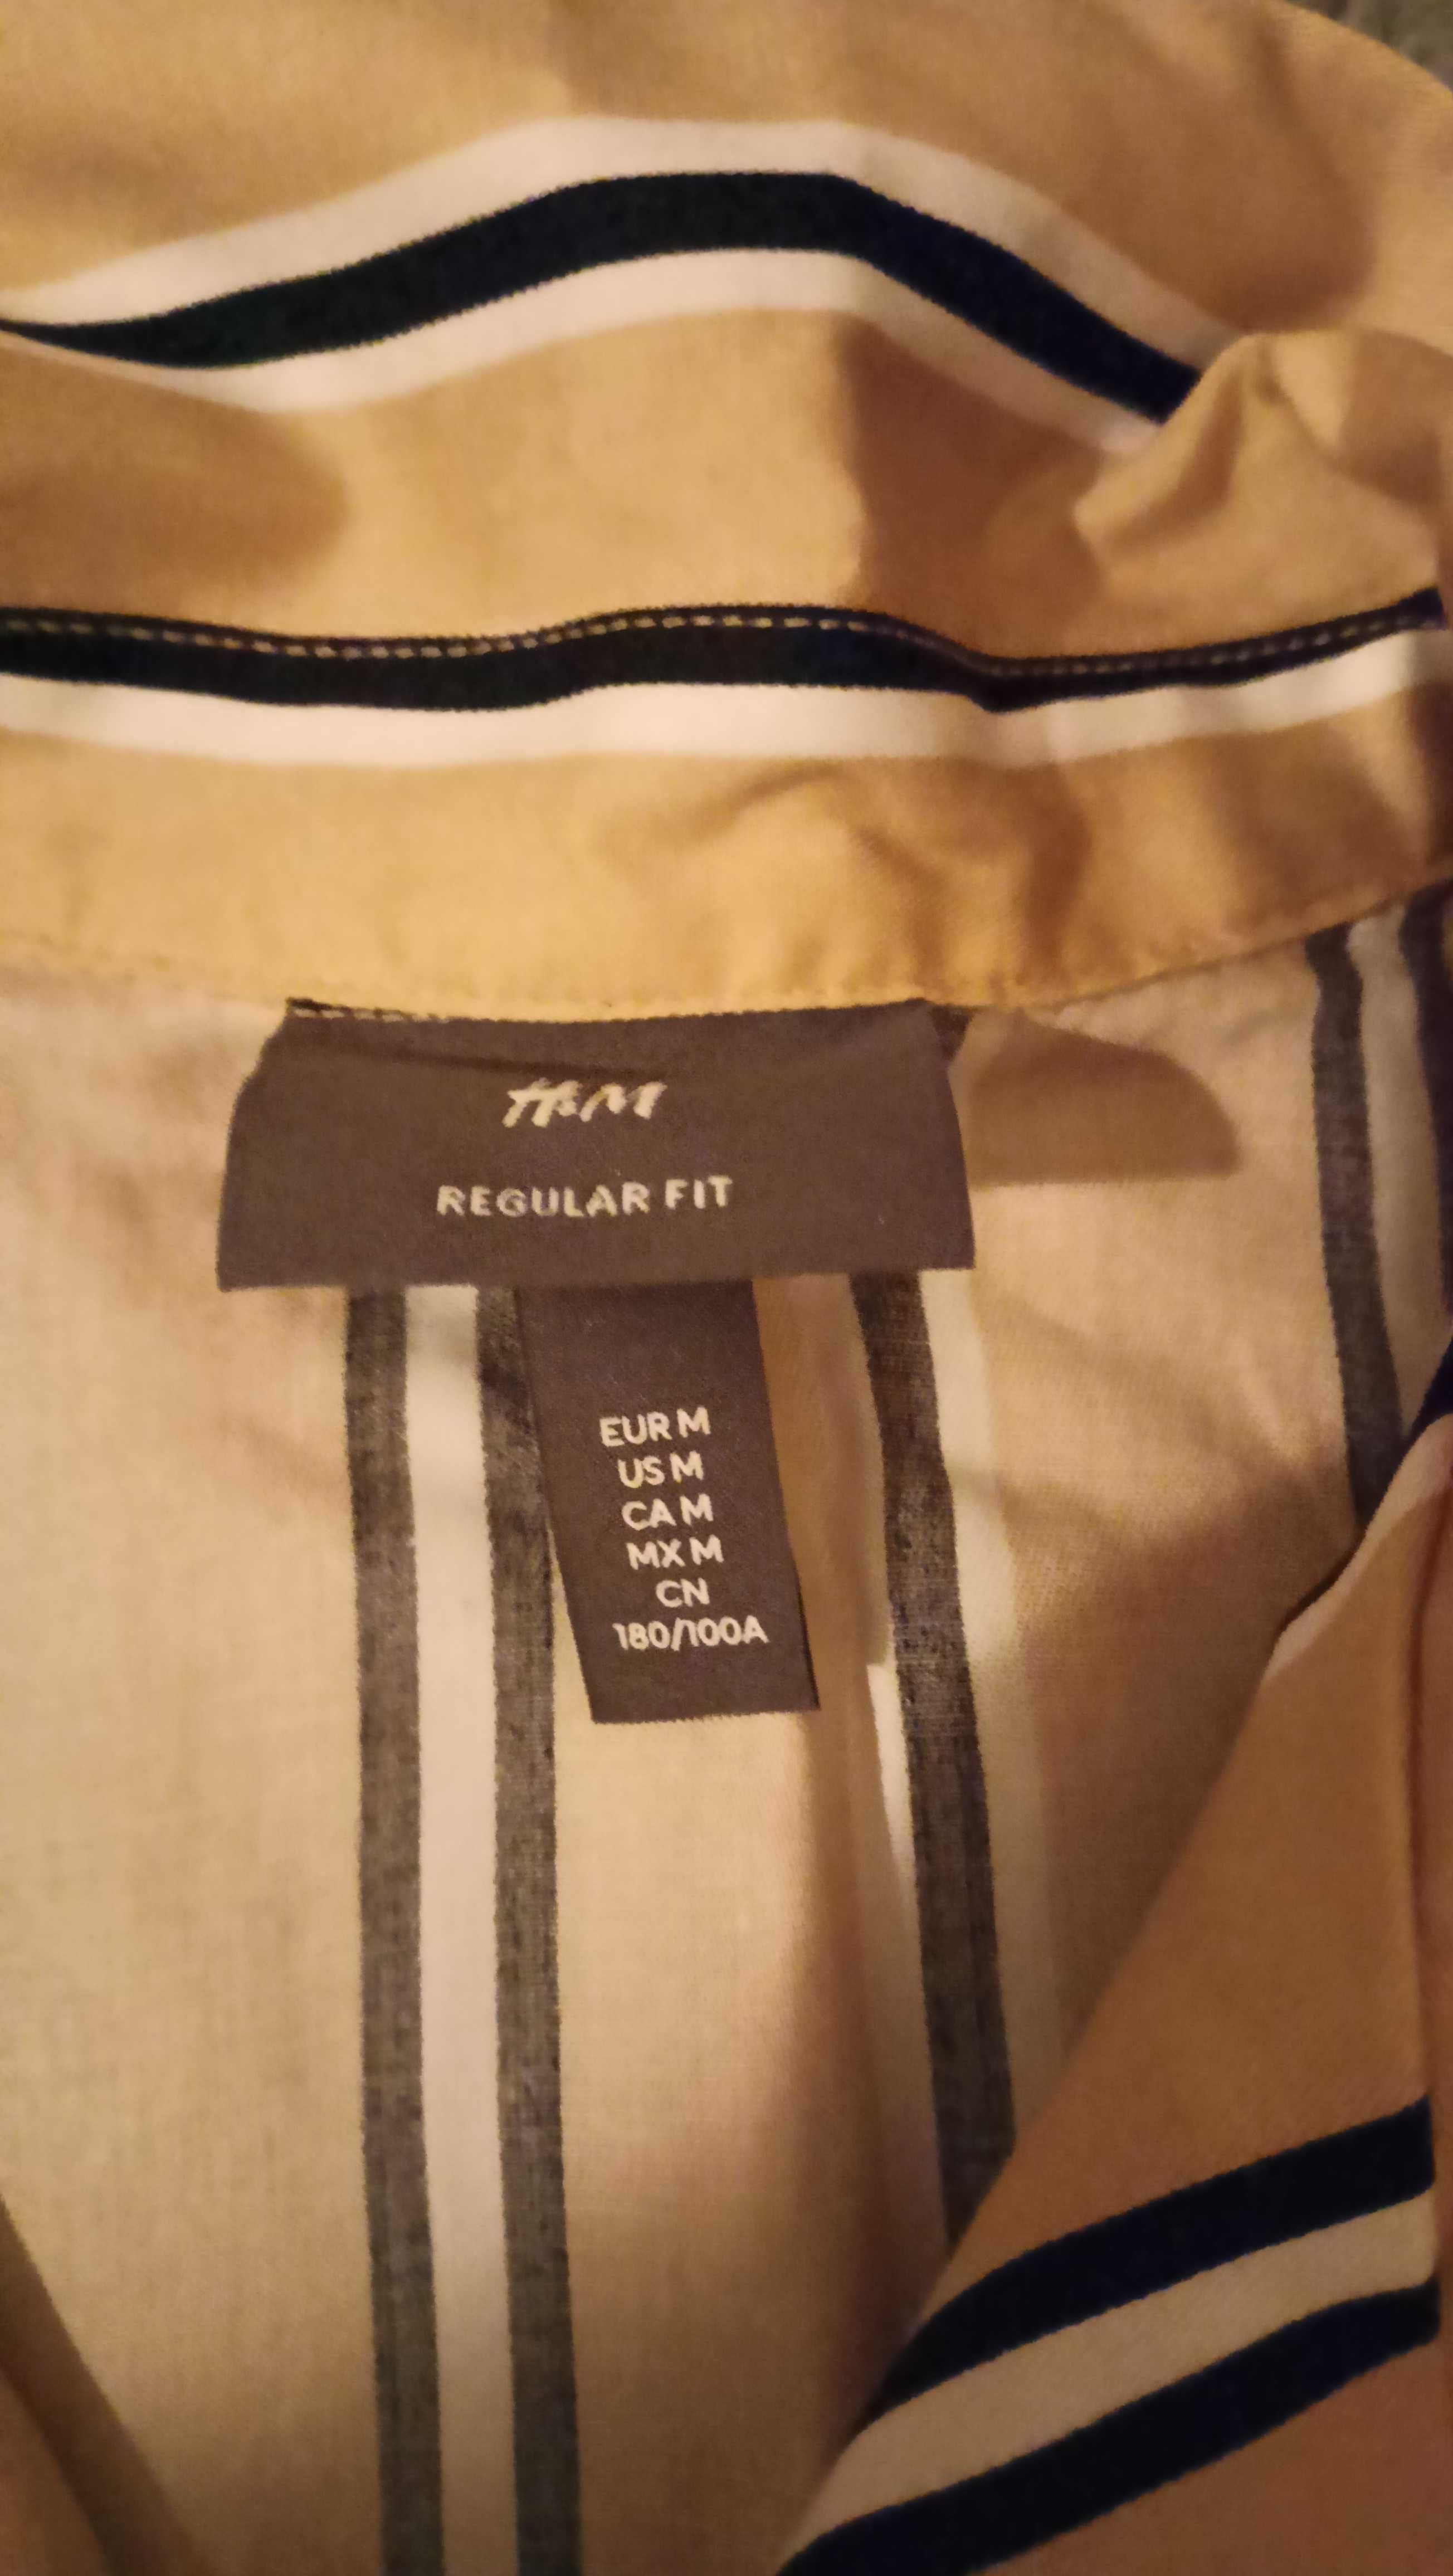 H&M
REGULAR FIT
EUR M
US M
CA M
MX M
CN
180/100A